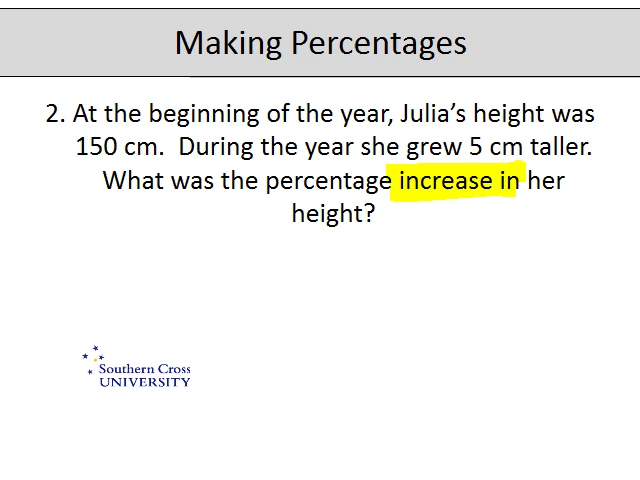 Making Percentages
2. At the beginning of the year, Julia’s height was
150 cm.  During the year she grew 5 cm taller.
What was the percentage increase in her
height?
Southern Cross
UNIVERSITY